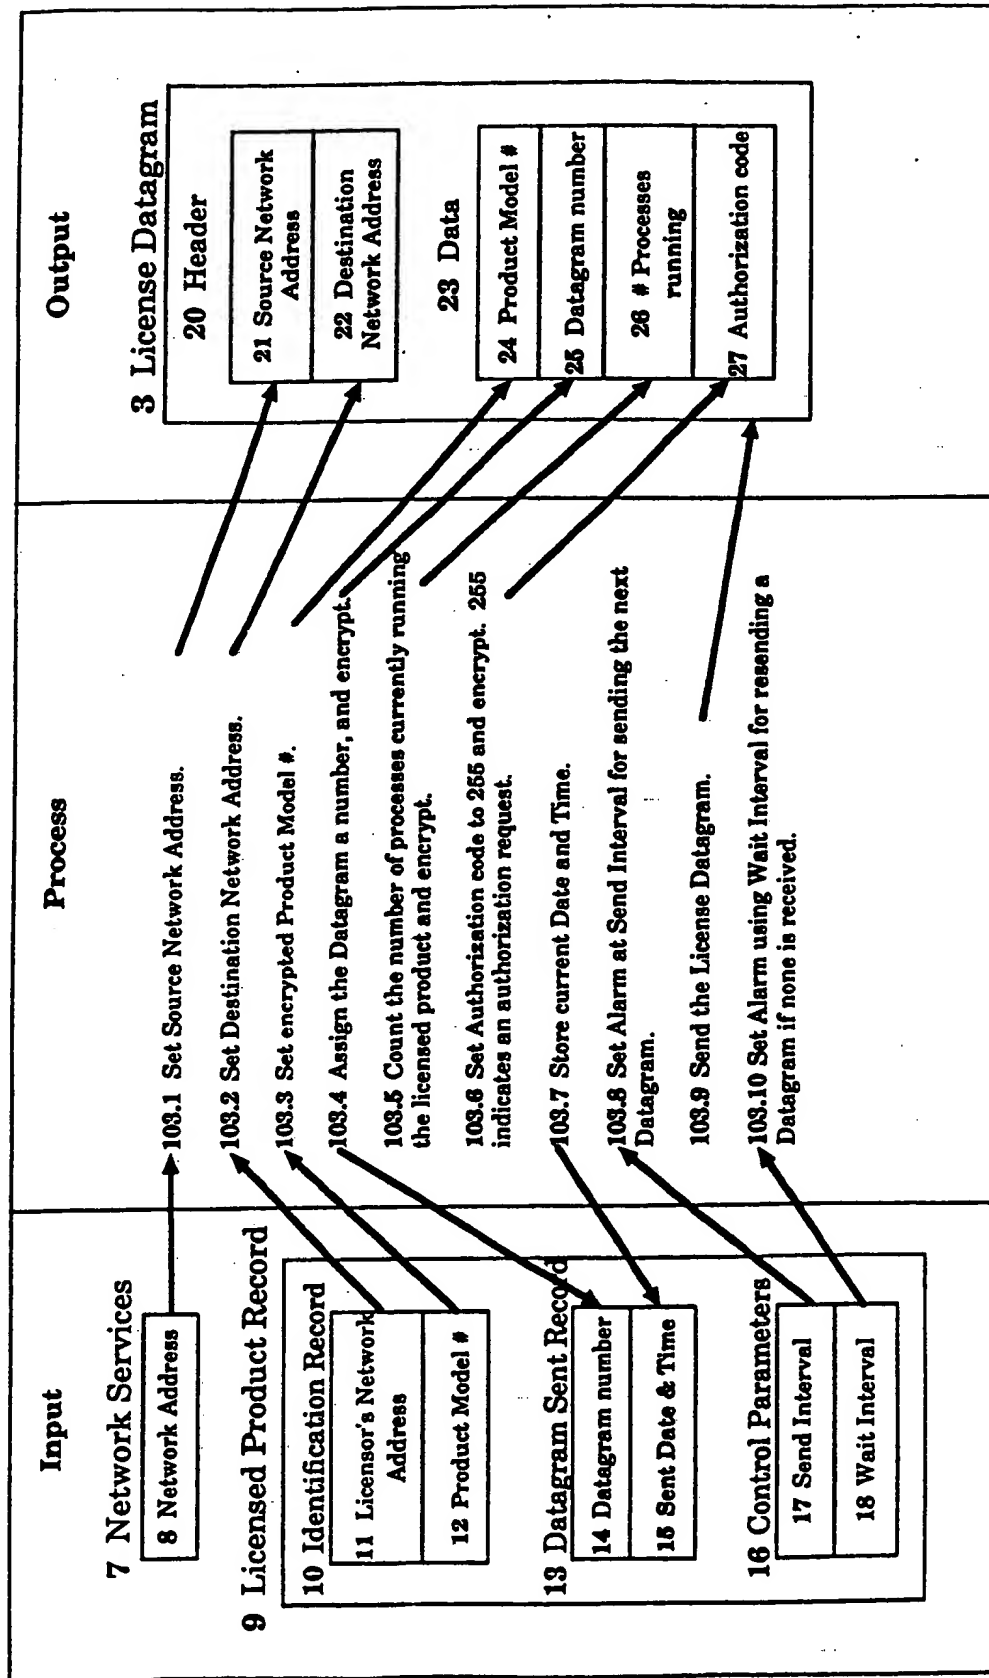 Input
7 Network Services
8 Network Address
9 Licensed Product Record
10 Identification Record
11 Licensor's Network
Address
12 Product Model #
13 Datagram Sent Record
14 Datagram number
15 Sent Date & Time
16 Control Parameters
17 Send Interval
18 Wait Interval
Process
103.1 Set Source Network Address.
103.2 Set Destination Network Address.
103.3 Set encrypted Product Model #.
103.4 Assign the Datagram a number, and encrypt.
103.5 Count the number of processes currently running
the licensed product and encrypt.
103.6 Set Authorization code to 255 and encrypt. 255
indicates an authorization request.
103.7 Store current Date and Time.
103.8 Set Alarm at Send Interval for sending the next
Datagram.
103.9 Send the License Datagram.
103.10 Set Alarm using Wait Interval for resending a
Datagram if none is received.
Output
3 License Datagram
20 Header
21 Source Network
Address
22 Destination
Network Address
23 Data
24 Product Model #
25 Datagram number
26 # Processes
running
27 Authorization code